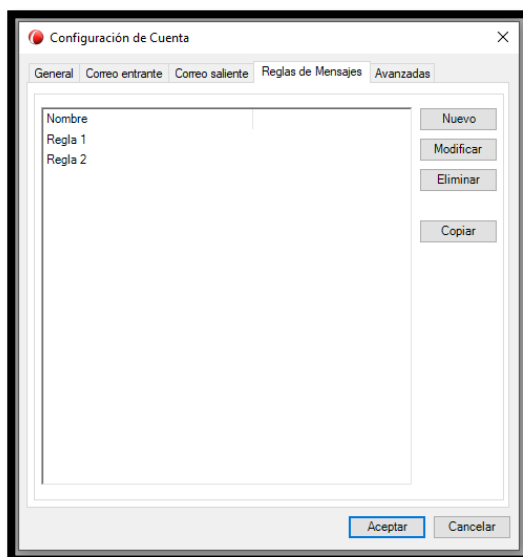 Configuración de Cuenta
General Correo entrante Correo saliente Reglas de Mensajes Avanzadas
Nombre
Regla 1
Regla 2
Nuevo
Modificar
Eliminar
Copiar
Aceptar Cancelar